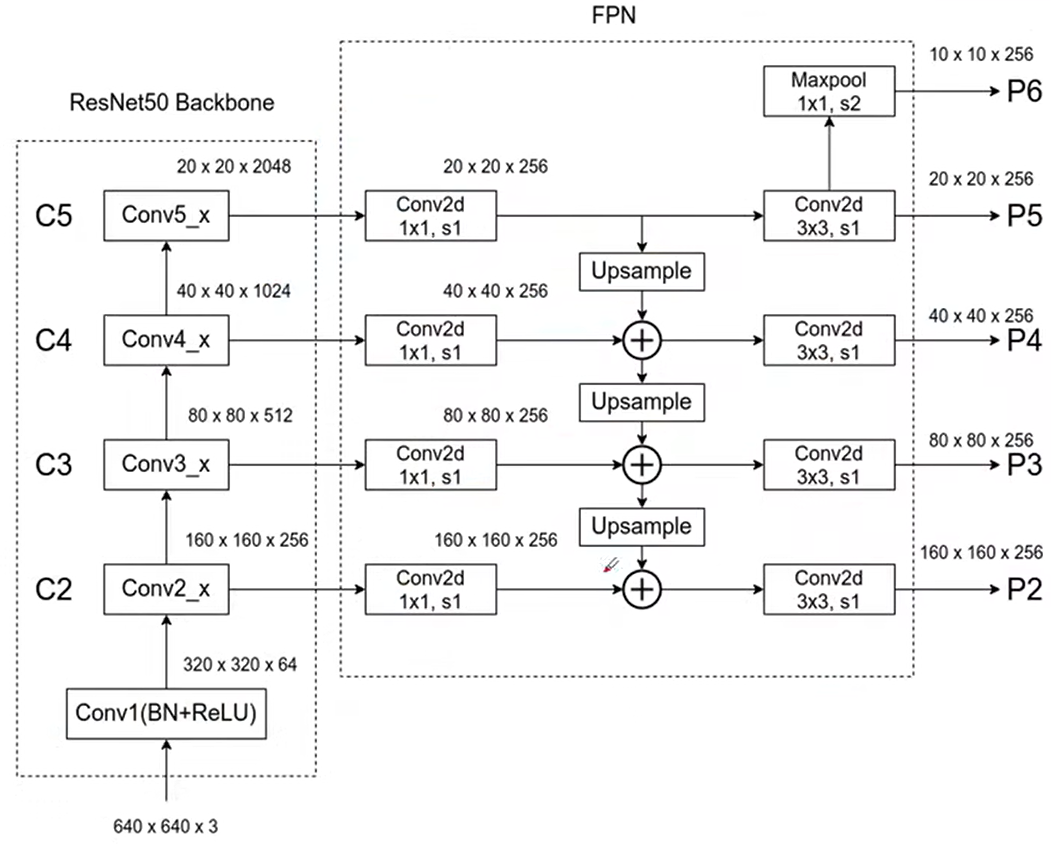 FPN
10 x 10 x 256
Maxpool
1x1, s2
P6
ResNet50 Backbone
20 x 20 x 2048
20 x 20 x 256
20 x 20 x 256
C5
Conv5_x
Conv2d
1x1, s1
Conv2d
3x3, s1
P5
Upsample
40 x 40 x 1024
40 x 40 x 256
40 x 40 x 256
C4
Conv4_x
Conv2d
1x1, s1
Conv2d
3x3, s1
P4
Upsample
80 x 80 x 512
80 x 80 x 256
80 x 80 x 256
C3
Conv3_x
Conv2d
1x1, s1
Conv2d
3x3, s1
P3
Upsample
160 x 160 x 256
160 x 160 x 256
160 x 160 x 256
C2
Conv2_x
Conv2d
1x1, s1
Conv2d
3x3, s1
P2
320 x 320 x 64
Conv1(BN+ReLU)
640 x 640 x 3